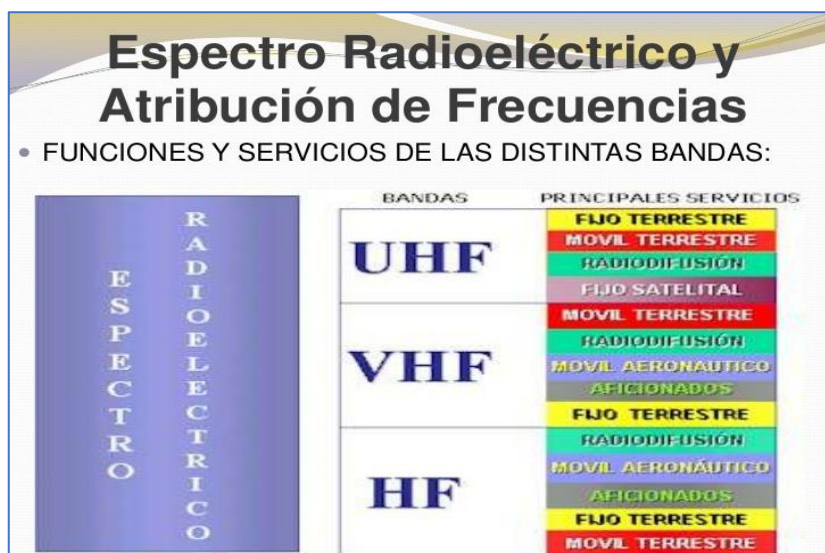 Espectro Radioeléctrico y
Atribución de Frecuencias
• FUNCIONES Y SERVICIOS DE LAS DISTINTAS BANDAS:
ESPECTRO
RADIOELECTRICO
BANDAS
PRINCIPALES SERVICIOS
UHF
FIJO TERRESTRE
MOVIL TERRESTRE
RADIODIFUSIÓN
FIJO SATELITAL
VHF
MOVIL TERRESTRE
RADIODIFUSIÓN
MOVIL AERONAUTICO
AFICIONADOS
FIJO TERRESTRE
HF
RADIODIFUSIÓN
MOVIL AERONÁUTICO
AFICIONADOS
FIJO TERRESTRE
MOVIL TERRESTRE